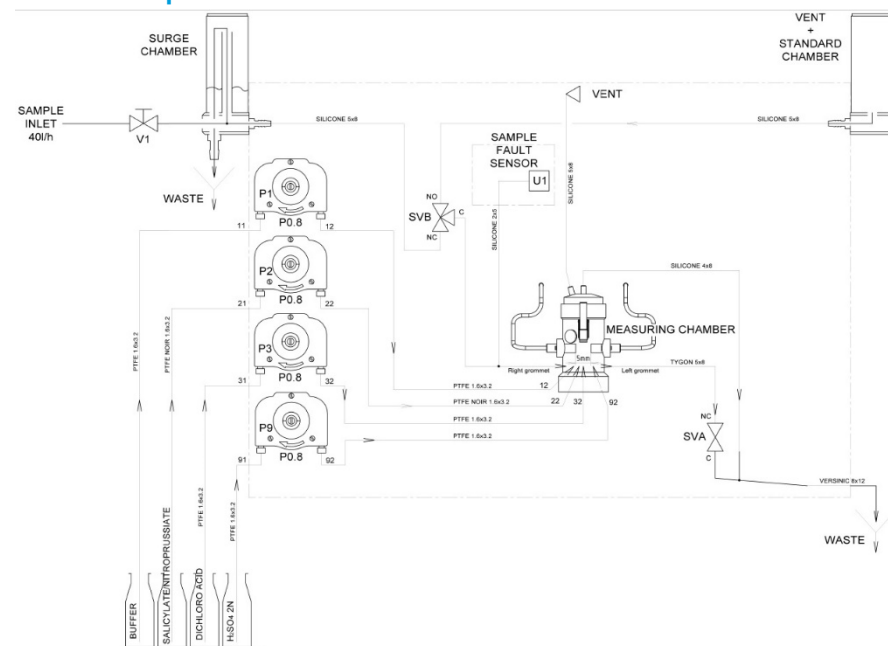 SURGE
CHAMBER
VENT
+
STANDARD
CHAMBER
SAMPLE
INLET
40l/h
V1
SILICONE 5x8
VENT
SILICONE 5x8
SAMPLE
FAULT
SENSOR
U1
WASTE
P1
P0.8
11
12
NO
SVB
C
NC
SILICONE 2x5
SILICONE 5x8
P2
P0.8
21
22
SILICONE 4x6
P3
P0.8
31
32
MEASURING CHAMBER
5mm
Right grommet
Left grommet
TYGON 5x8
12
22
32
92
PTFE 1.6x3.2
PTFE NOIR 1.6x3.2
PTFE 1.6x3.2
PTFE 1.6x3.2
P9
P0.8
91
92
NC
SVA
C
VERSINIC 8x12
WASTE
PTFE 1.6x3.2
PTFE NOIR 1.6x3.2
PTFE 1.6x3.2
PTFE 1.6x3.2
BUFFER
SALICYLATE/NITROPRUSSIATE
DICHLORO ACID
H₂SO₄ 2N